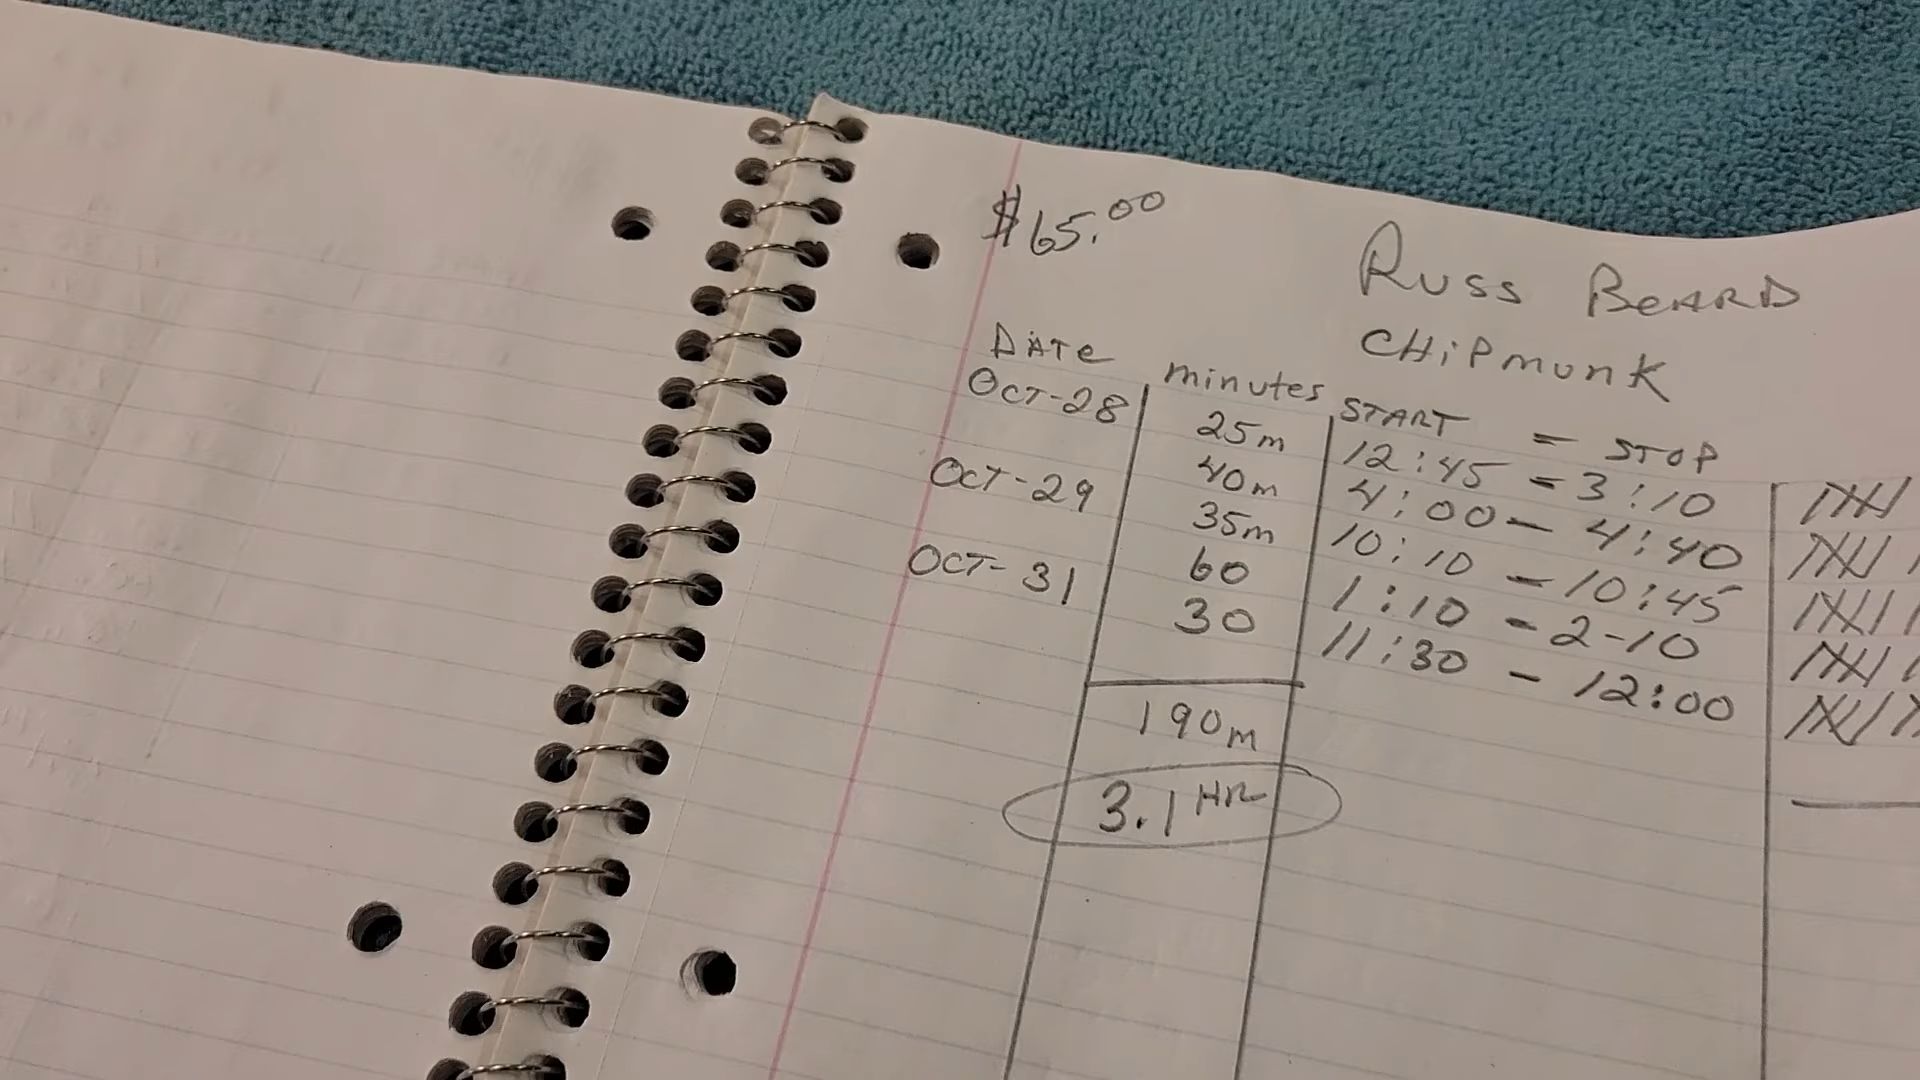 $65.00
RUSS BEARD
CHIPMUNK
DATE minutes START = STOP
OCT-28 25m 12:45 = 3:10
40m 4:00 - 4:40
OCT-29 35m 10:10 - 10:45
OCT-31 60 1:10 - 2-10
30 11:30 - 12:00
190m
3.1 HR